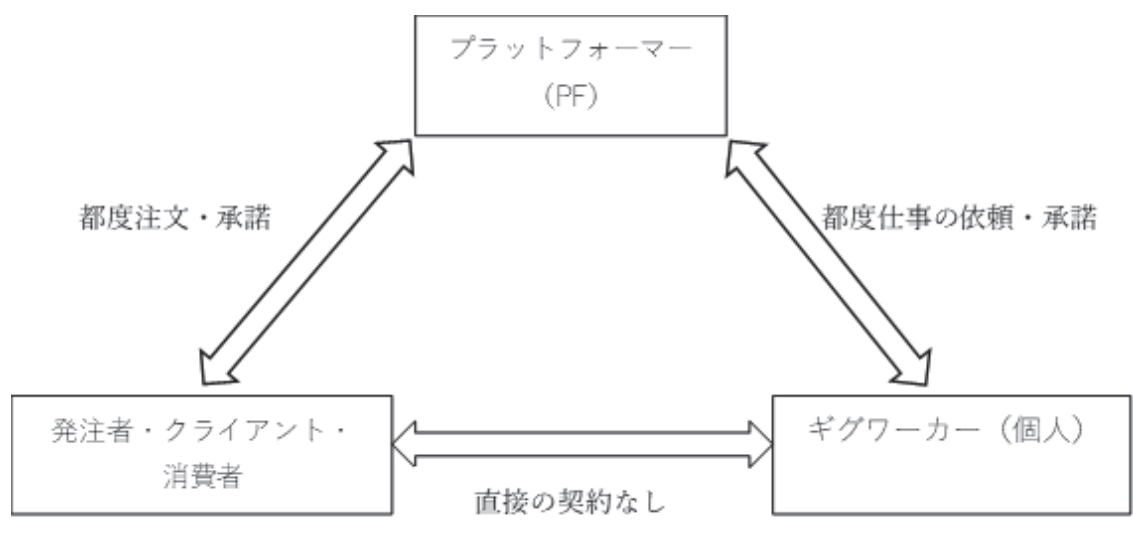 プラットフォーマー
(PF)
都度注文・承諾
都度仕事の依頼・承諾
発注者・クライアント・
消費者
ギグワーカー（個人）
直接の契約なし